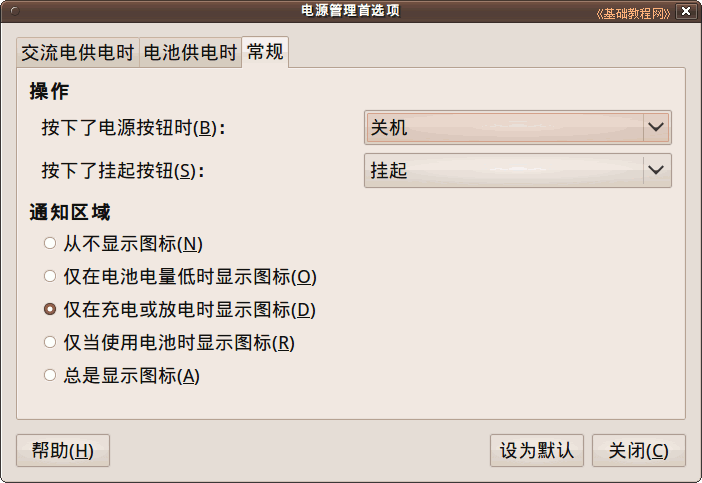 电源管理首选项
《基础教程网》
交流电供电时 电池供电时 常规
操作
按下了电源按钮时(B)： 关机
按下了挂起按钮(S)： 挂起
通知区域
从不显示图标(N)
仅在电池电量低时显示图标(O)
仅在充电或放电时显示图标(D)
仅当使用电池时显示图标(R)
总是显示图标(A)
帮助(H) 设为默认 关闭(C)